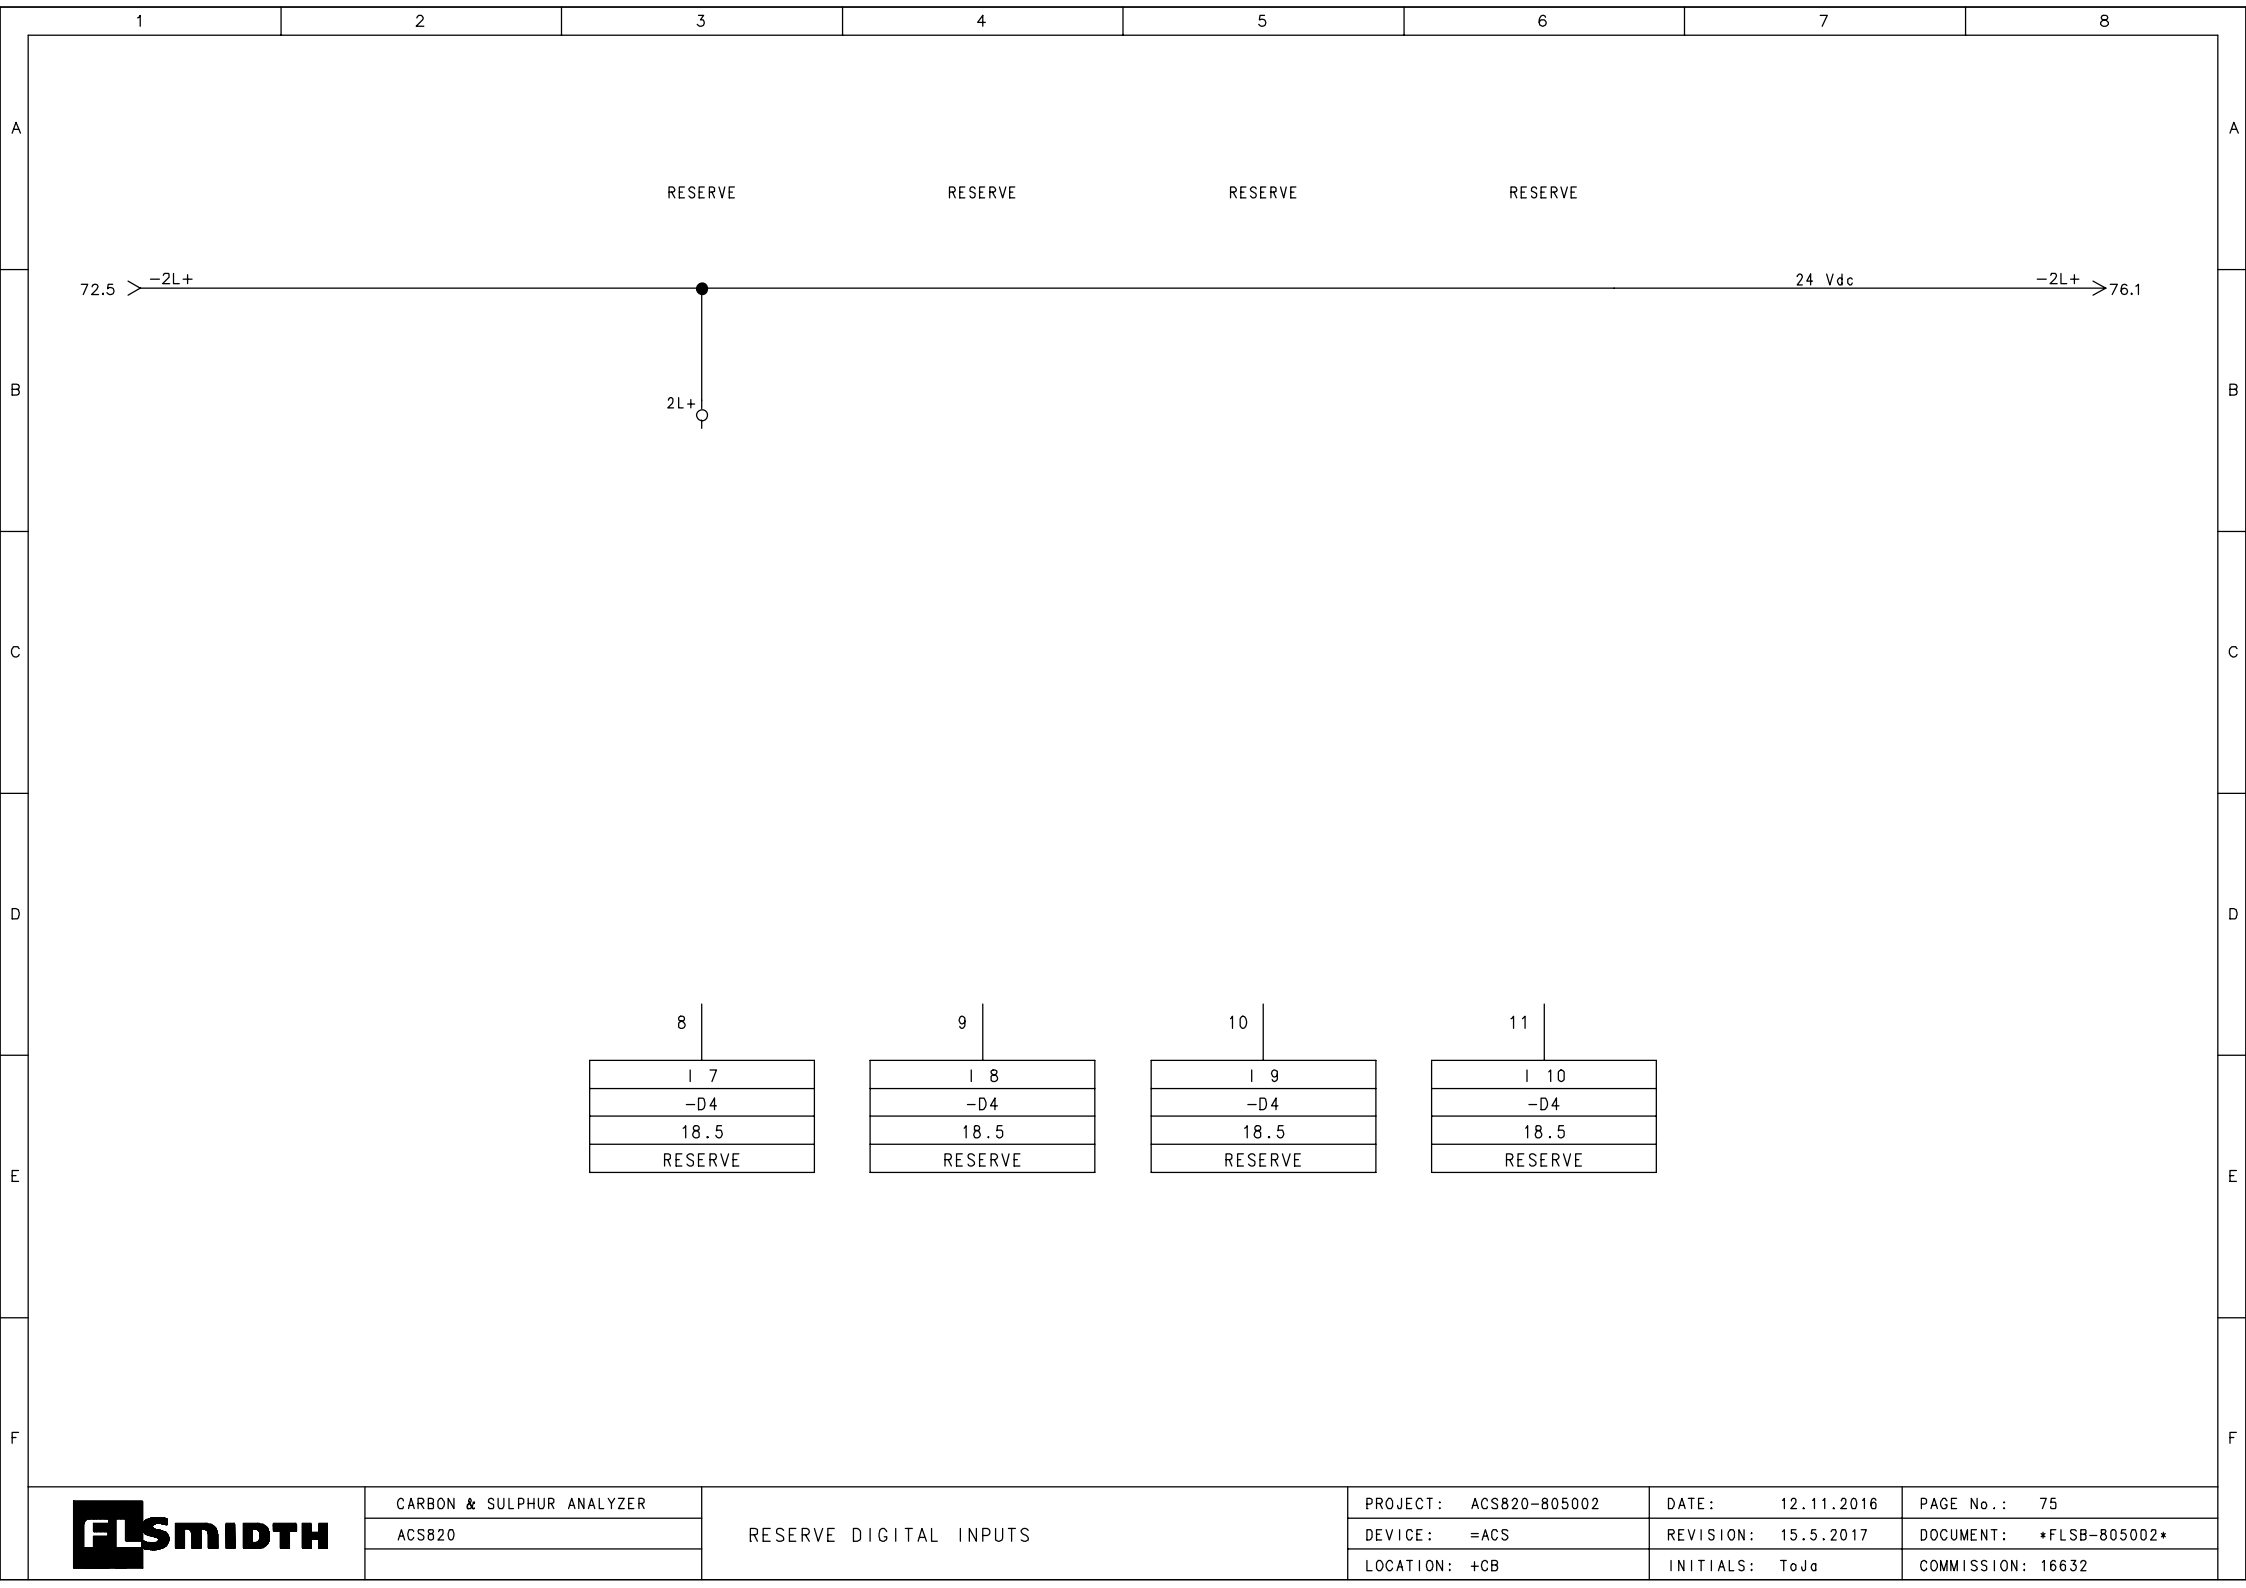 1 2 3 4 5 6 7 8
A A
RESERVE RESERVE RESERVE RESERVE
72.5 -2L+ 24 Vdc -2L+ 76.1
B B
2L+
C C
D D
8 9 10 11
I 7 I 8 I 9 I 10
-D4 -D4 -D4 -D4
18.5 18.5 18.5 18.5
RESERVE RESERVE RESERVE RESERVE
E E
F F
FLSMIDTH
CARBON & SULPHUR ANALYZER
ACS820
RESERVE DIGITAL INPUTS
PROJECT: ACS820-805002 DATE: 12.11.2016 PAGE No.: 75
DEVICE: =ACS REVISION: 15.5.2017 DOCUMENT: *FLSB-805002*
LOCATION: +CB INITIALS: ToJa COMMISSION: 16632